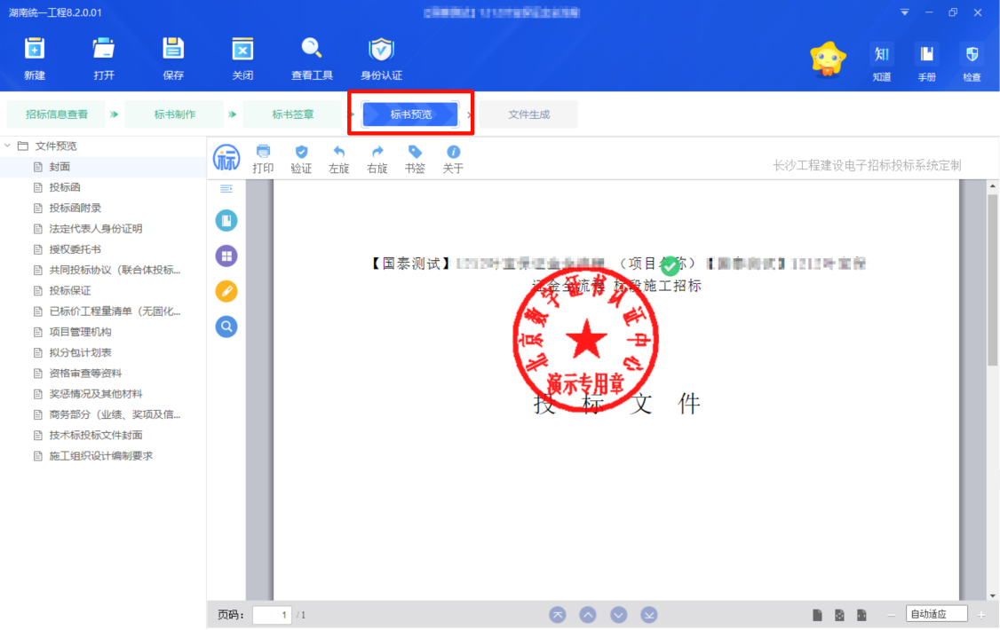 湖南统一工程8.2.0.01
新建 打开 保存 关闭 查看工具 身份认证 知道 手册 检查
招标信息查看 标书制作 标书签章 标书预览 文件生成
文件预览
封面
投标函
投标函附录
法定代表人身份证明
授权委托书
共同投标协议（联合体投标...
投标保证
已标价工程量清单（无固化...
项目管理机构
拟分包计划表
资格审查等资料
奖惩情况及其他材料
商务部分（业绩、奖项及信...
技术标投标文件封面
施工组织设计编制要求
标 打印 验证 左旋 右旋 书签 关于
长沙工程建设电子招标投标系统定制
【国泰测试】 （项目名称）
证金全流程 标段施工招标
北京数字证书认证中心
演示专用章
投标文件
页码： 1 /1 自动适应